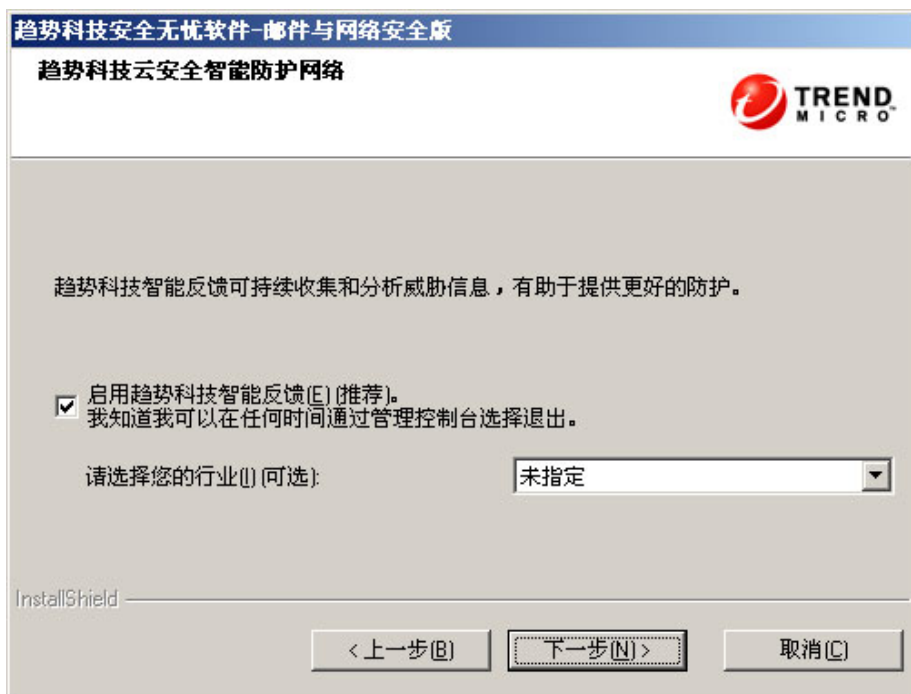 趋势科技安全无忧软件-邮件与网络安全版
趋势科技云安全智能防护网络
TREND
MICRO™
趋势科技智能反馈可持续收集和分析威胁信息，有助于提供更好的防护。
启用趋势科技智能反馈(E) (推荐)。
我知道我可以在任何时间通过管理控制台选择退出。
请选择您的行业(I) (可选):
未指定
InstallShield
<上一步(B)
下一步(N)>
取消(C)